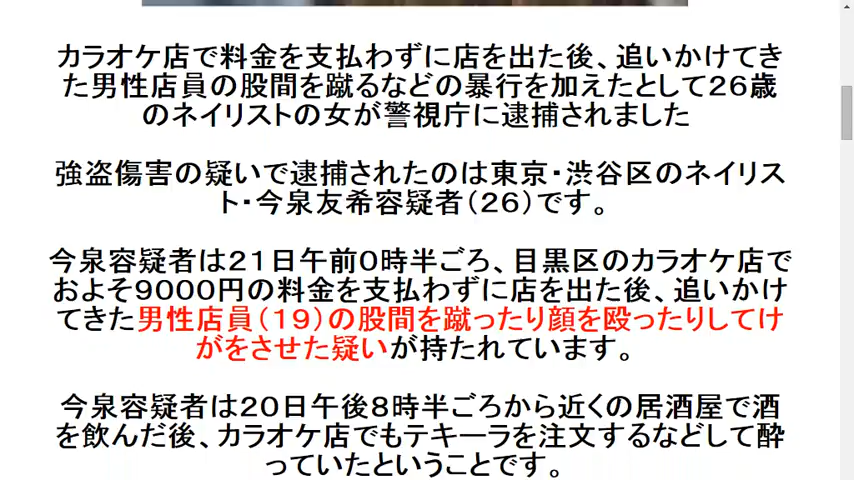 カラオケ店で料金を支払わずに店を出た後、追いかけてき
た男性店員の股間を蹴るなどの暴行を加えたとして26歳
のネイリストの女が警視庁に逮捕されました
強盗傷害の疑いで逮捕されたのは東京・渋谷区のネイリス
ト・今泉友希容疑者(26)です。
今泉容疑者は21日午前0時半ごろ、目黒区のカラオケ店で
およそ9000円の料金を支払わずに店を出た後、追いかけ
てきた男性店員(19)の股間を蹴ったり顔を殴ったりしてけ
がをさせた疑いが持たれています。
今泉容疑者は20日午後8時半ごろから近くの居酒屋で酒
を飲んだ後、カラオケ店でもテキーラを注文するなどして酔
っていたということです。